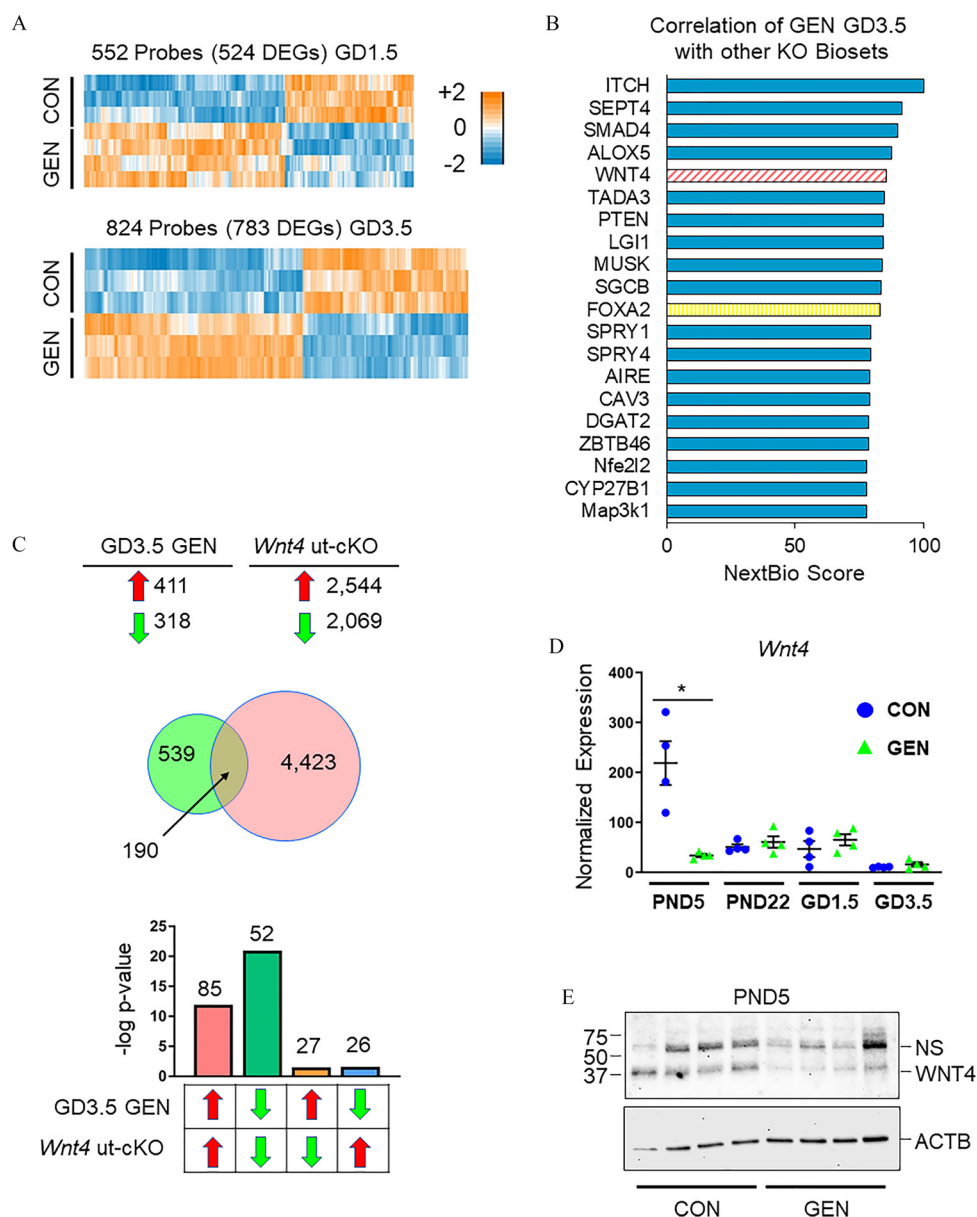 A
552 Probes (524 DEGs) GD1.5
CON
GEN
+2
0
-2
824 Probes (783 DEGs) GD3.5
CON
GEN
B
Correlation of GEN GD3.5
with other KO Biosets
ITCH
SEPT4
SMAD4
ALOX5
WNT4
TADA3
PTEN
LGI1
MUSK
SGCB
FOXA2
SPRY1
SPRY4
AIRE
CAV3
DGAT2
ZBTB46
Nfe2l2
CYP27B1
Map3k1
0 50 100
NextBio Score
C
GD3.5 GEN Wnt4 ut-cKO
411 2,544
318 2,069
539 4,423
190
-log p-value
25
20
15
10
5
0
85 52 27 26
GD3.5 GEN
Wnt4 ut-cKO
D
Wnt4
Normalized Expression
400
300
200
100
0
*
CON
GEN
PND5 PND22 GD1.5 GD3.5
E
PND5
75
50
37
NS
WNT4
ACTB
CON GEN